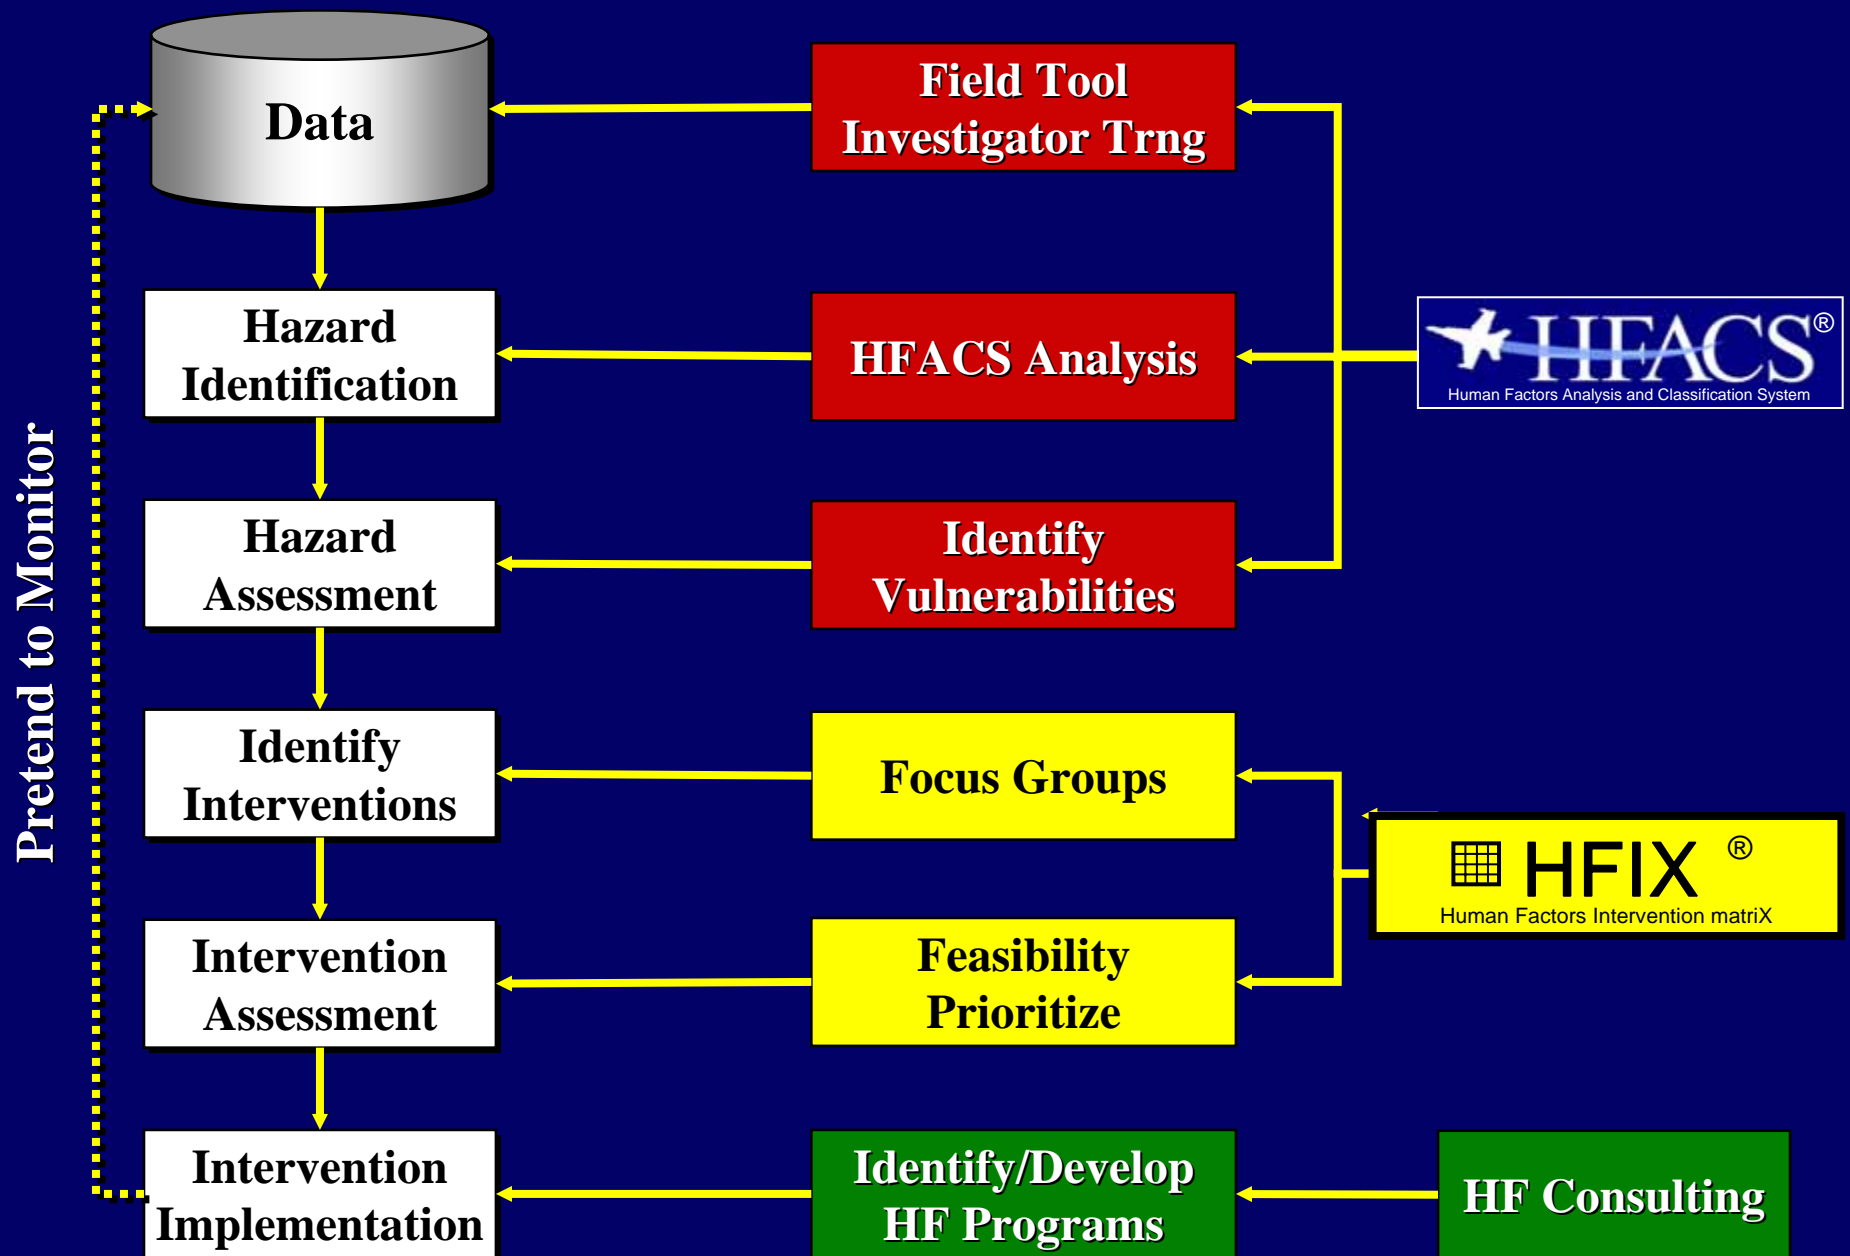 Data
Field Tool
Investigator Trng
Hazard
Identification
HFACS Analysis
HFACS®
Human Factors Analysis and Classification System
Pretend to Monitor
Hazard
Assessment
Identify
Vulnerabilities
Identify
Interventions
Focus Groups
HFIX ®
Human Factors Intervention matriX
Intervention
Assessment
Feasibility
Prioritize
Intervention
Implementation
Identify/Develop
HF Programs
HF Consulting